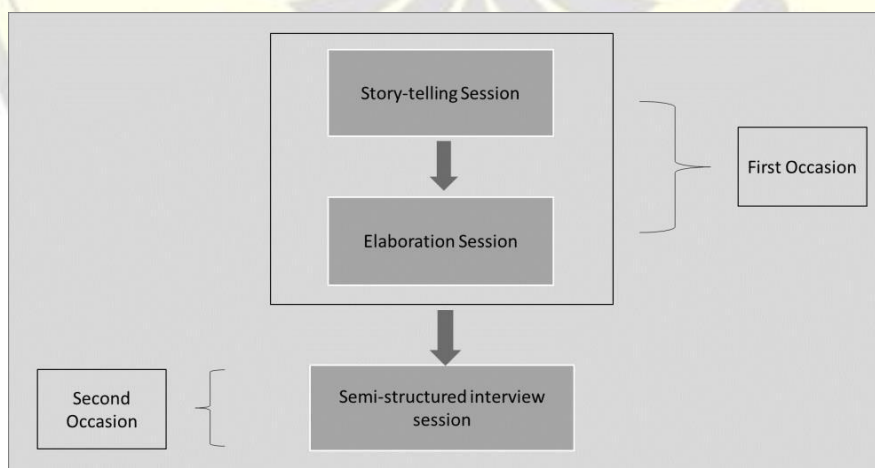 Story-telling Session
First Occasion
Elaboration Session
Second
Occasion
Semi-structured interview
session